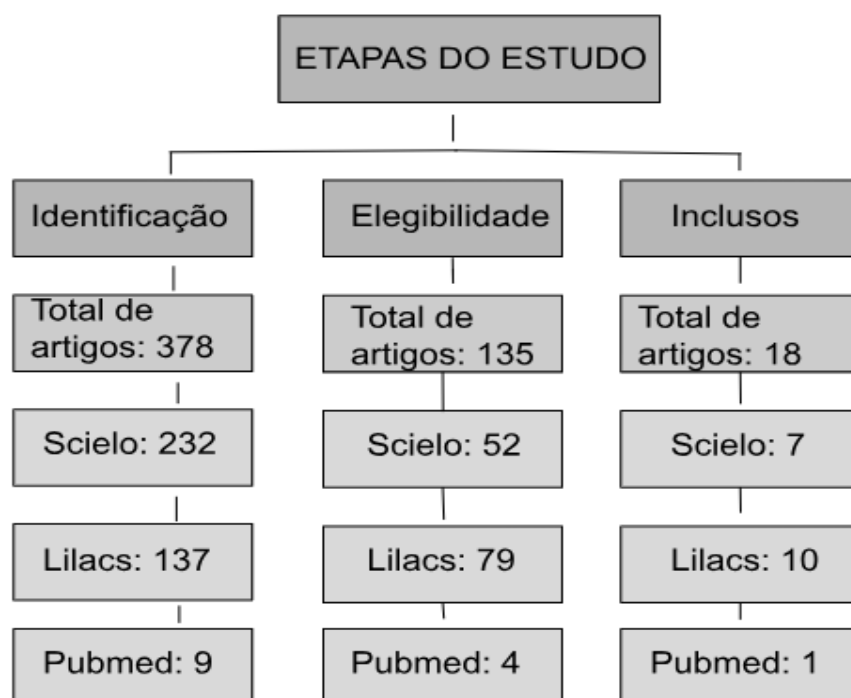 ETAPAS DO ESTUDO
Identificação
Elegibilidade
Inclusos
Total de
artigos: 378
Total de
artigos: 135
Total de
artigos: 18
Scielo: 232
Scielo: 52
Scielo: 7
Lilacs: 137
Lilacs: 79
Lilacs: 10
Pubmed: 9
Pubmed: 4
Pubmed: 1